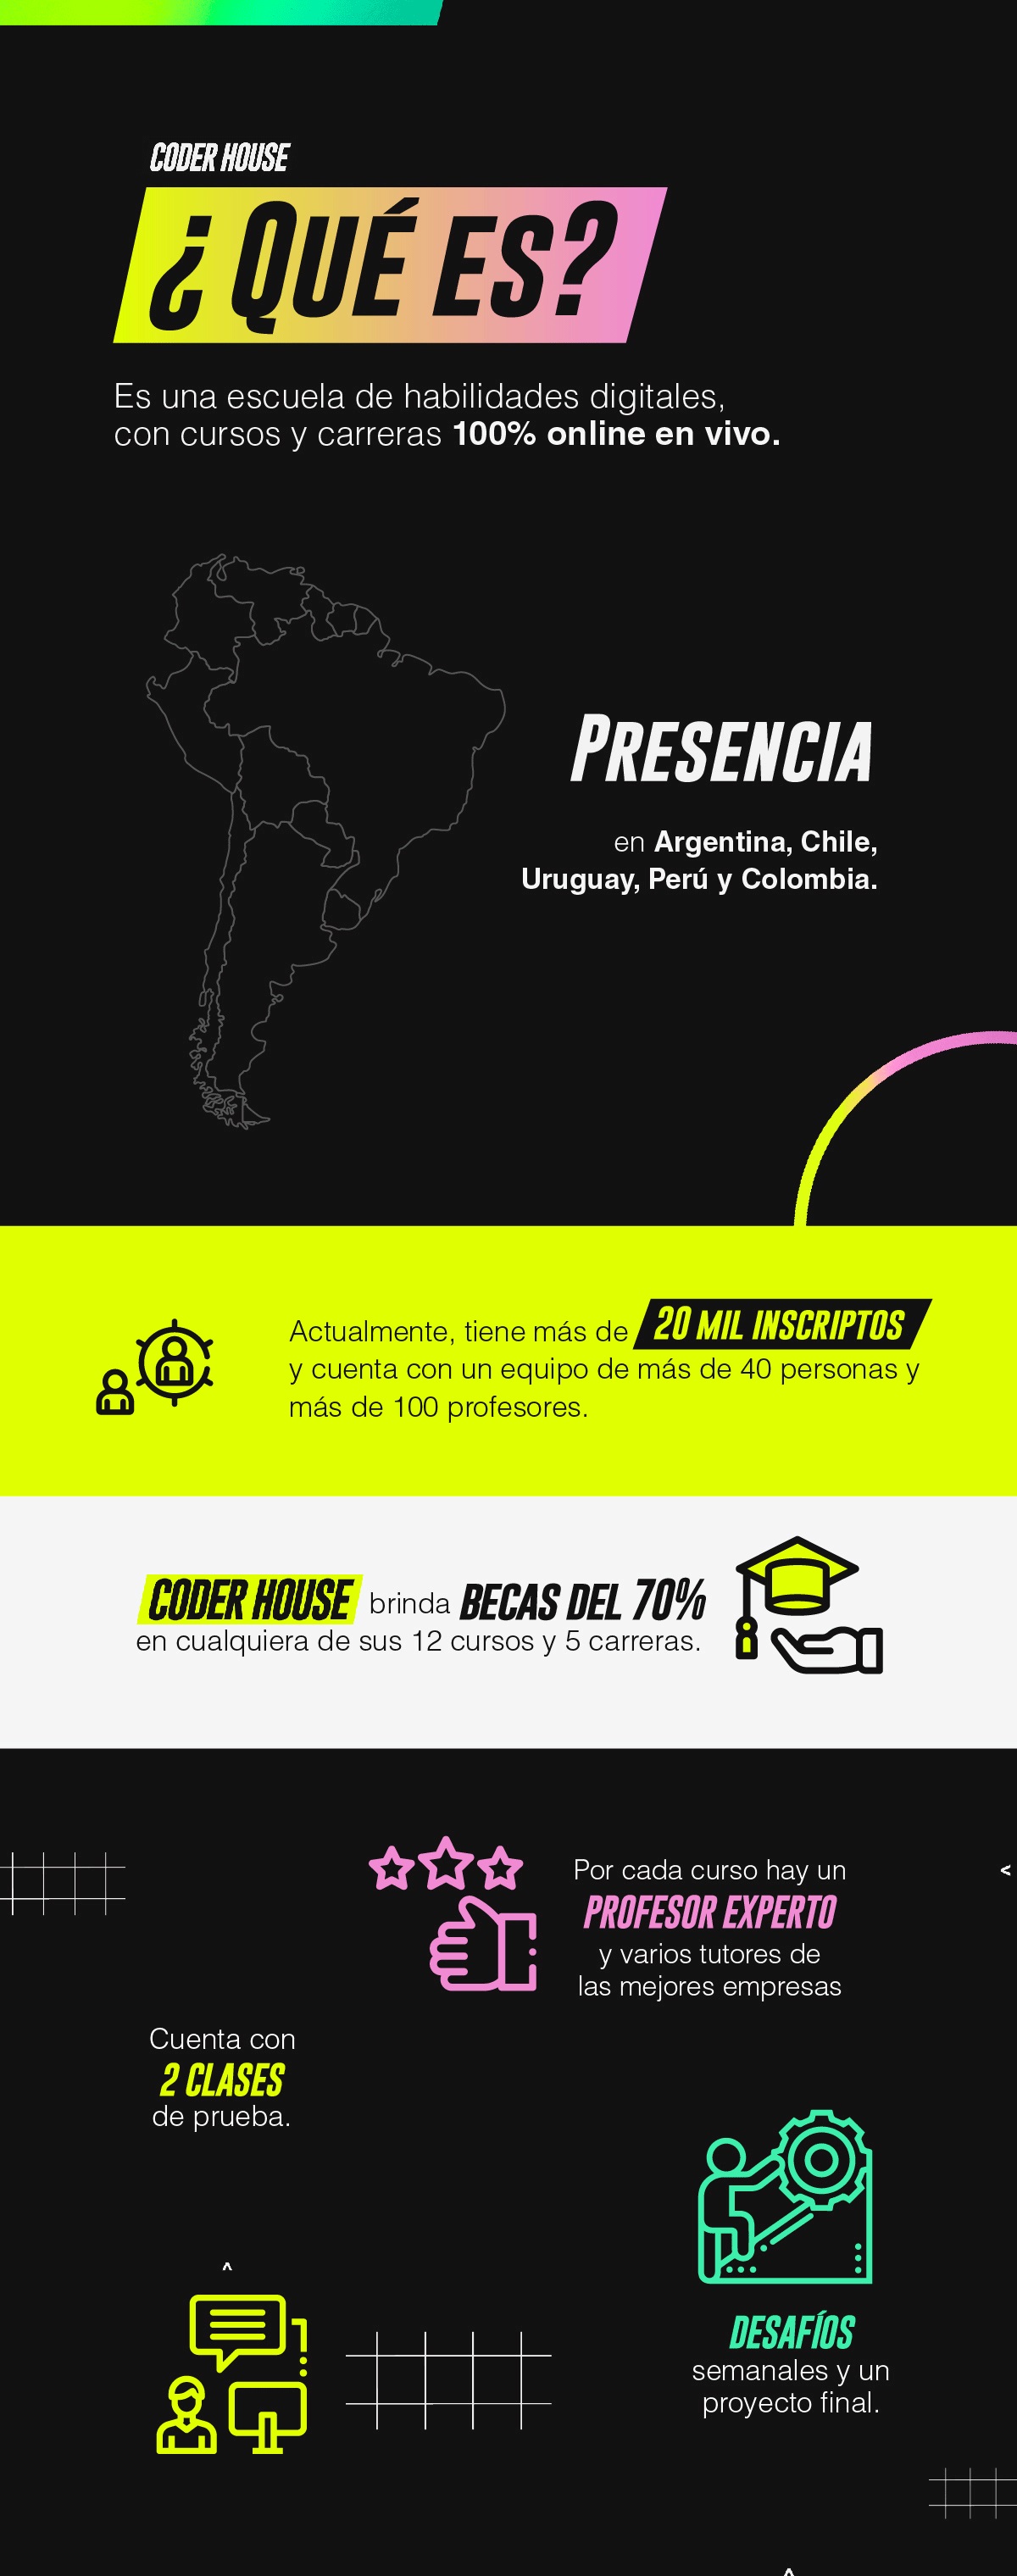 CODER HOUSE
¿QUÉ ES?
Es una escuela de habilidades digitales,
con cursos y carreras 100% online en vivo.
PRESENCIA
en Argentina, Chile,
Uruguay, Perú y Colombia.
Actualmente, tiene más de 20 MIL INSCRIPTOS
y cuenta con un equipo de más de 40 personas y
más de 100 profesores.
CODER HOUSE brinda BECAS DEL 70%
en cualquiera de sus 12 cursos y 5 carreras.
Por cada curso hay un
PROFESOR EXPERTO
y varios tutores de
las mejores empresas
Cuenta con
2 CLASES
de prueba.
DESAFÍOS
semanales y un
proyecto final.